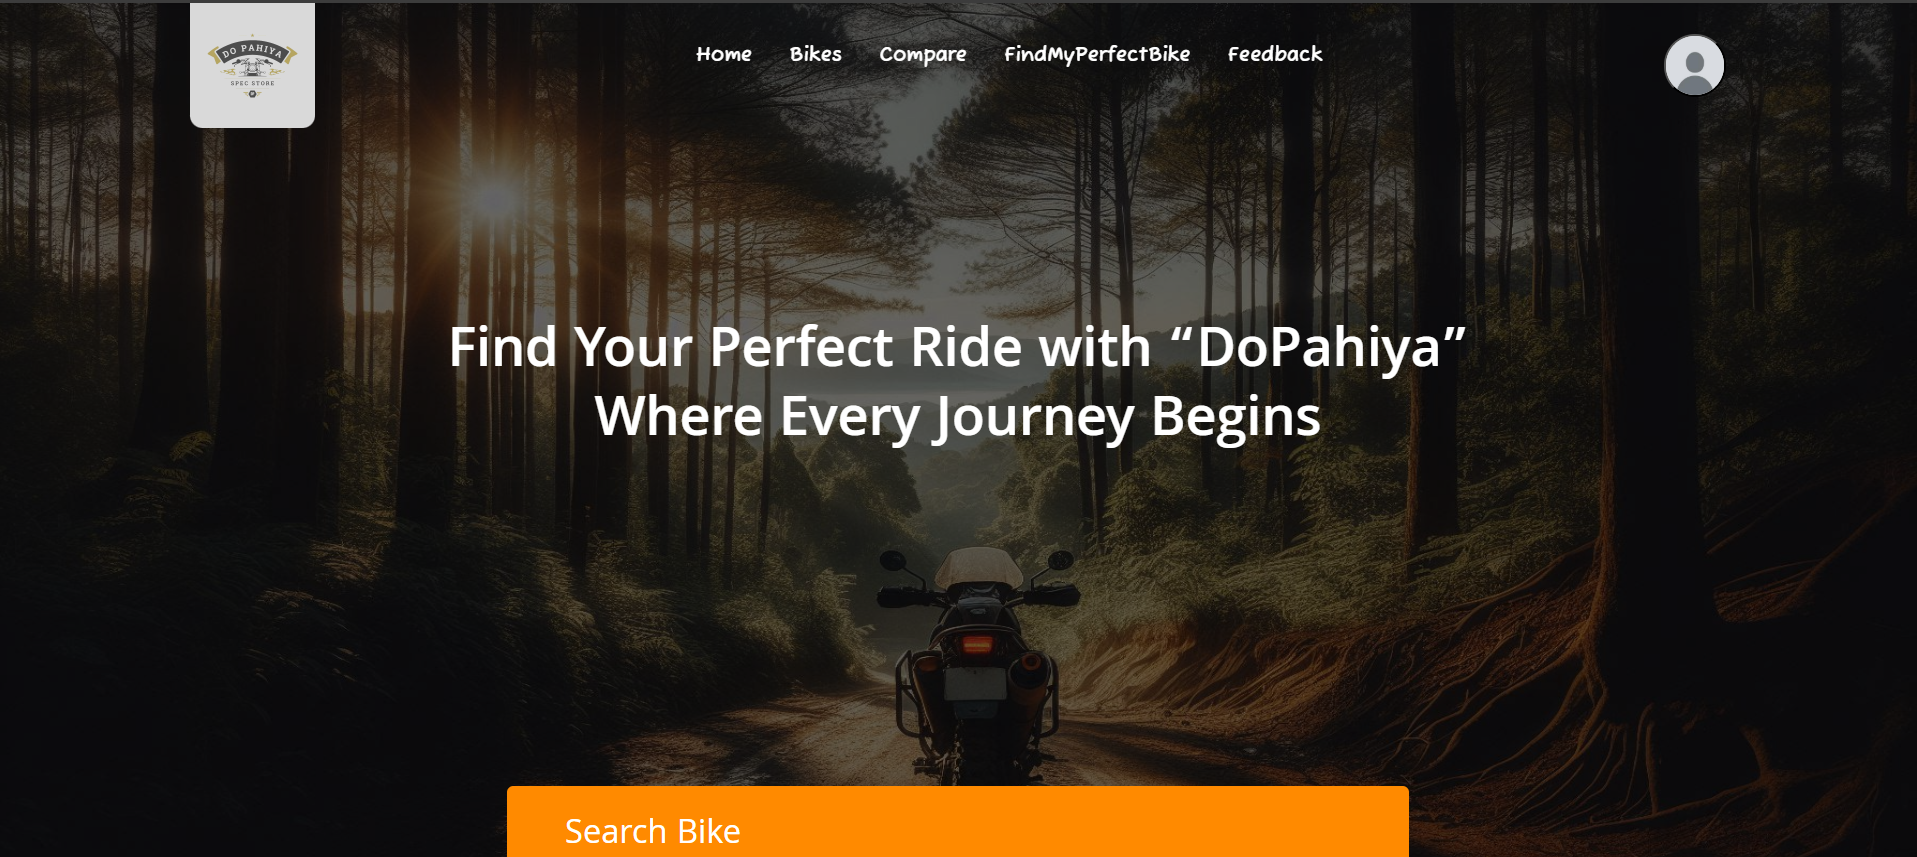 DO PAHIYA
SPEC STORE
Home Bikes Compare FindMyPerfectBike Feedback
Find Your Perfect Ride with “DoPahiya”
Where Every Journey Begins
Search Bike